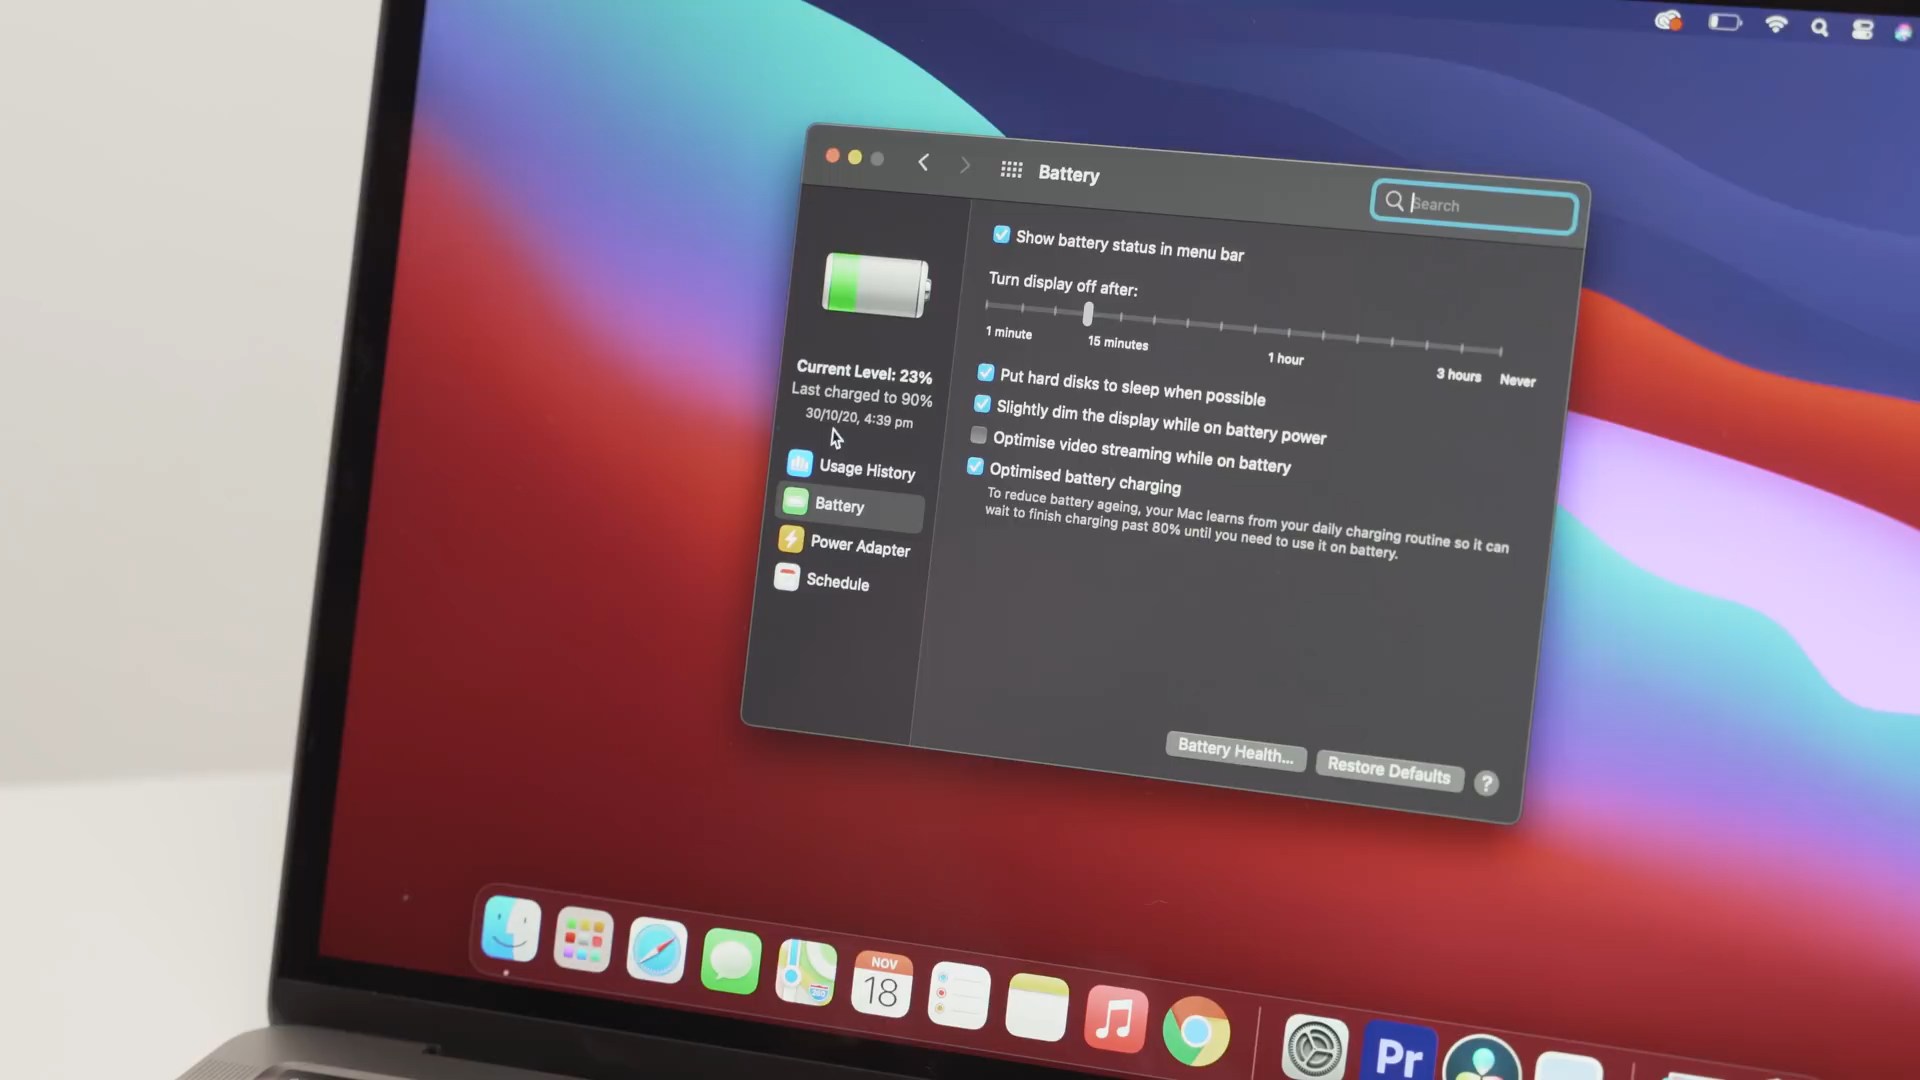 Battery
Search
Show battery status in menu bar
Turn display off after:
1 minute
15 minutes
1 hour
3 hours
Never
Current Level: 23%
Last charged to 90%
30/10/20, 4:39 pm
Usage History
Battery
Power Adapter
Schedule
Put hard disks to sleep when possible
Slightly dim the display while on battery power
Optimise video streaming while on battery
Optimised battery charging
To reduce battery ageing, your Mac learns from your daily charging routine so it can
wait to finish charging past 80% until you need to use it on battery.
Battery Health...
Restore Defaults
?
NOV
18
Pr